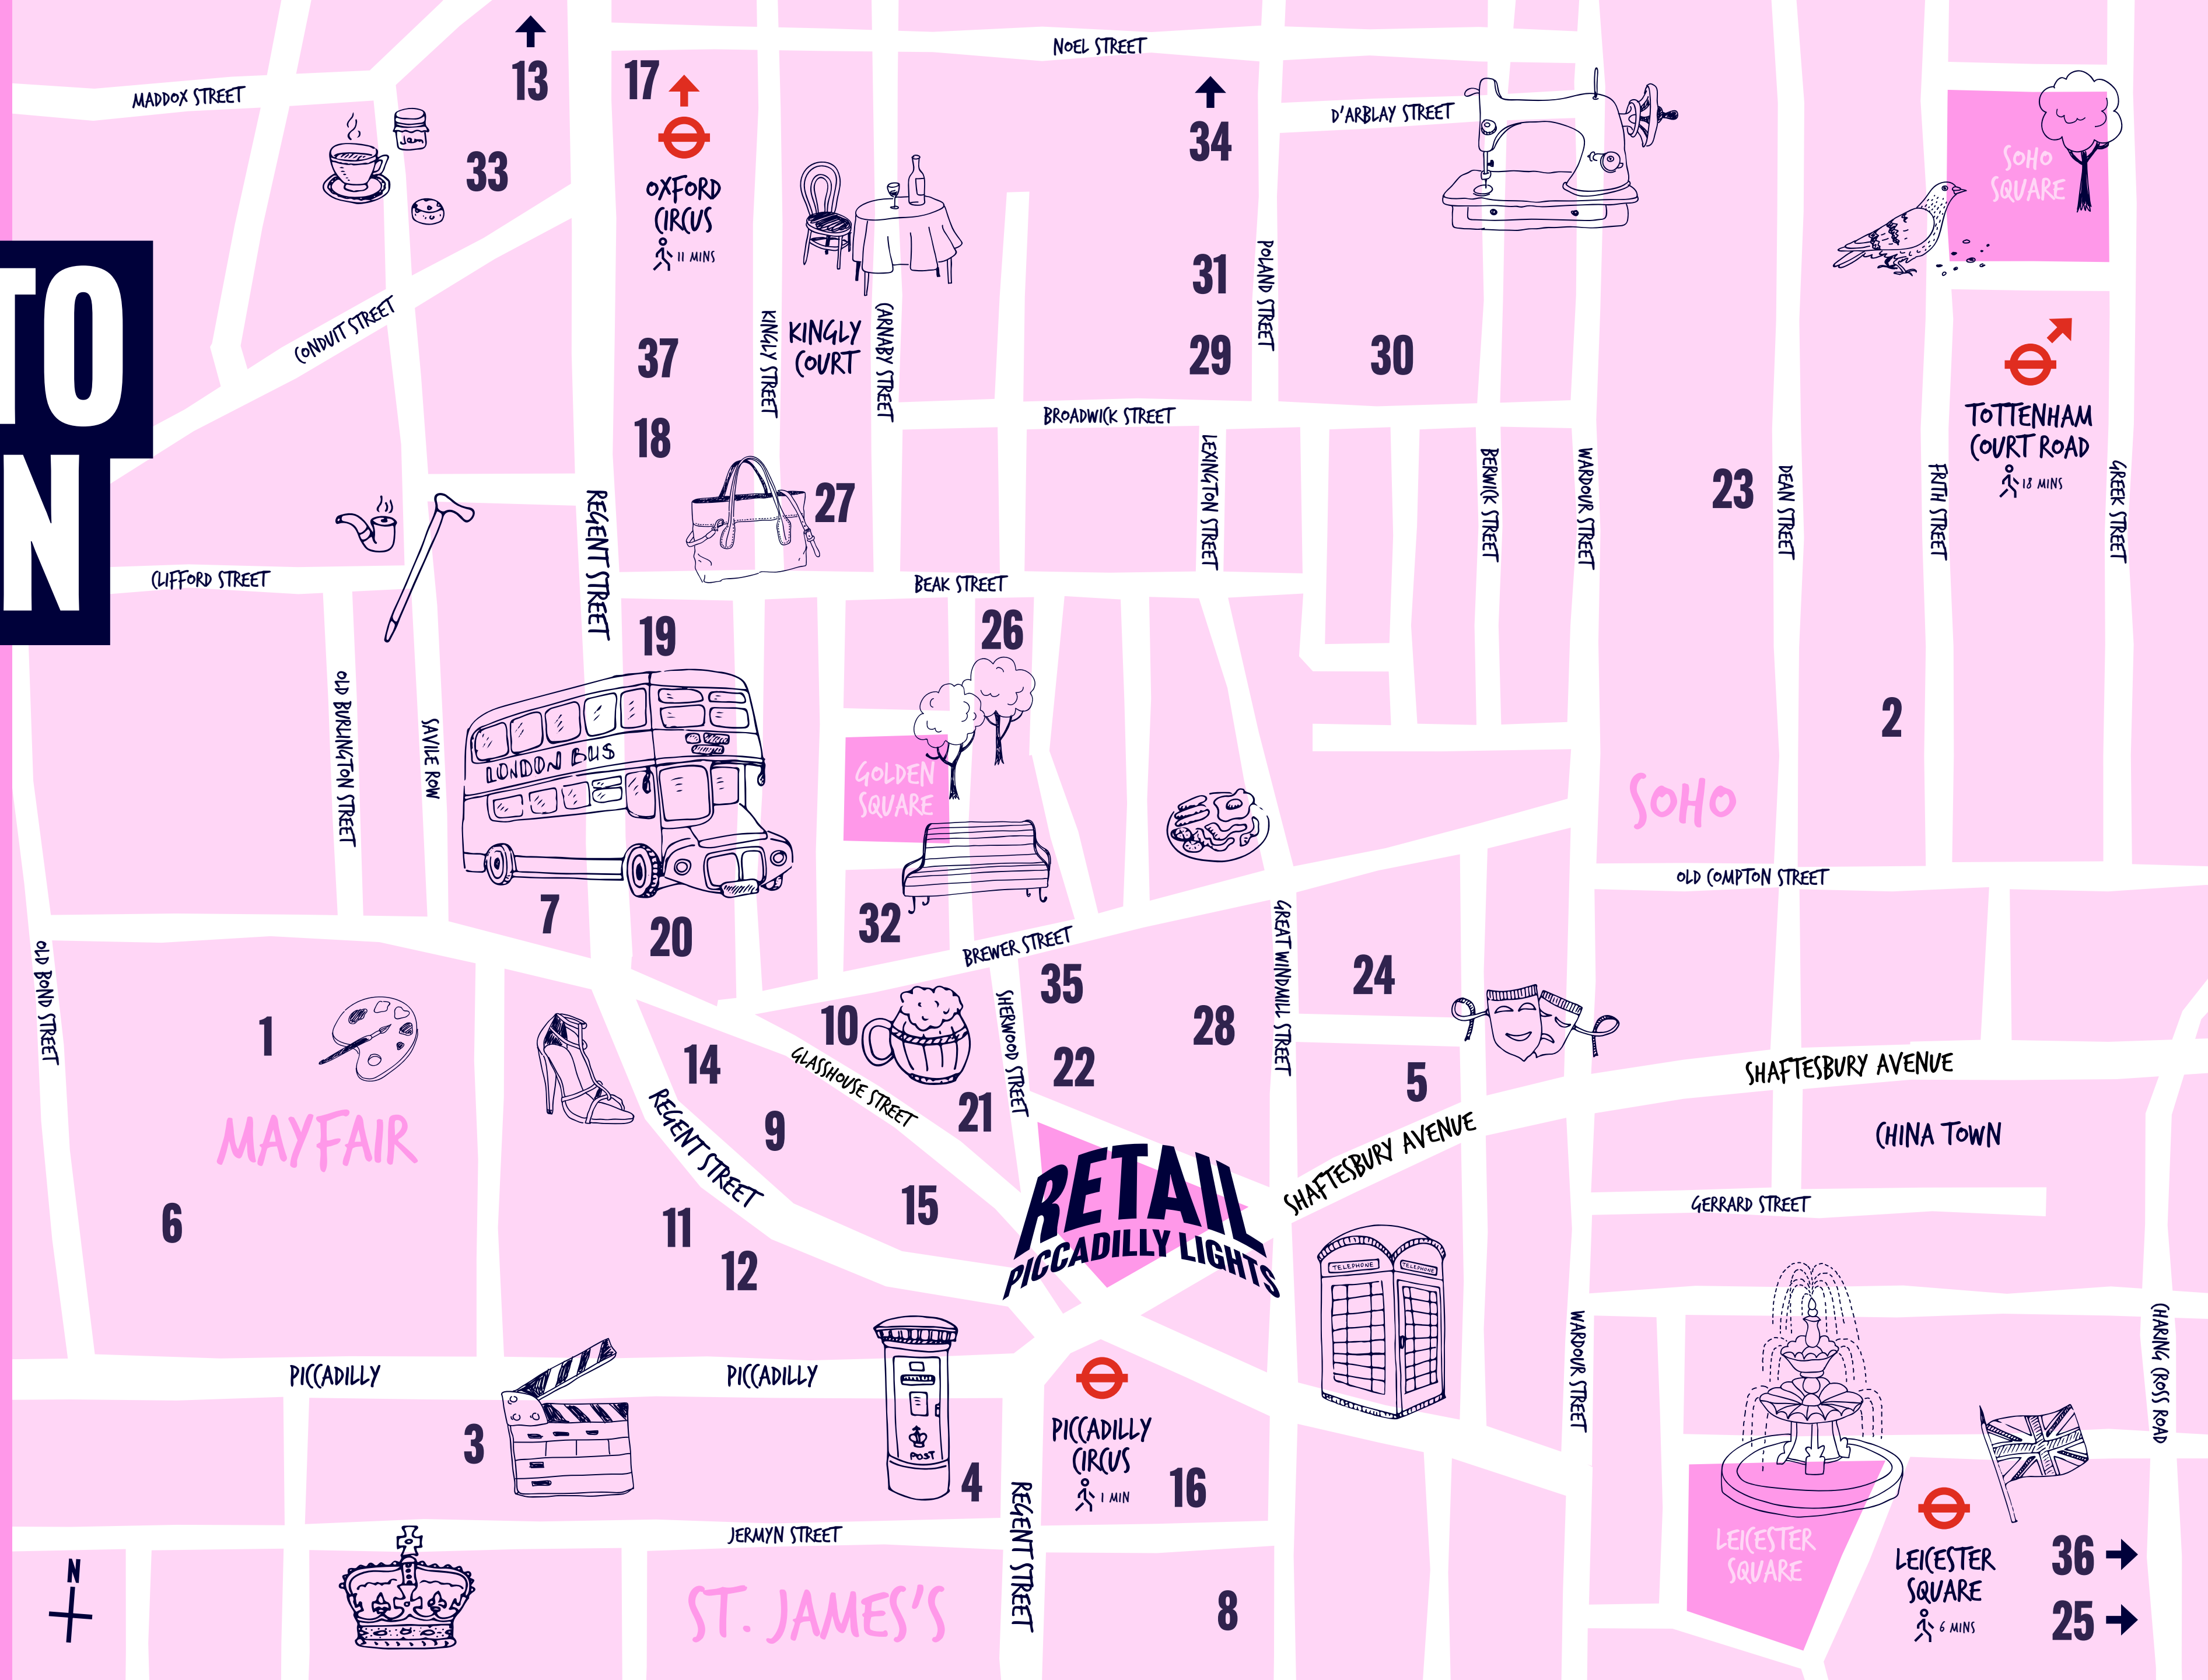 TO
N
MADDOX STREET
13
17
NOEL STREET
34
D'ARBLAY STREET
Jam
33
OXFORD
CIRCUS
11 MINS
SOHO
SQUARE
31
POLAND STREET
CONDUIT STREET
37
KINGLY STREET
KINGLY
COURT
CARNABY STREET
29
30
TOTTENHAM
COURT ROAD
18 MINS
18
BROADWICK STREET
LEXINGTON STREET
BERWICK STREET
WARDOUR STREET
23
DEAN STREET
FRITH STREET
GREEK STREET
27
REGENT STREET
CLIFFORD STREET
BEAK STREET
19
26
OLD BURLINGTON STREET
SAVILE ROW
LONDON BUS
GOLDEN
SQUARE
2
SOHO
OLD COMPTON STREET
7
20
32
BREWER STREET
35
GREAT WINDMILL STREET
24
OLD BOND STREET
1
14
10
SHERWOOD STREET
28
22
5
GLASSHOUSE STREET
21
SHAFTESBURY AVENUE
MAYFAIR
REGENT STREET
9
SHAFTESBURY AVENUE
CHINA TOWN
6
11
12
15
RETAIL
PICCADILLY LIGHTS
GERRARD STREET
TELEPHONE
TELEPHONE
PICCADILLY
PICCADILLY
WARDOUR STREET
CHARING CROSS ROAD
3
POST
4
PICCADILLY
CIRCUS
1 MIN
16
REGENT STREET
JERMYN STREET
LEICESTER
SQUARE
LEICESTER
SQUARE
6 MINS
36
25
N
ST. JAMES'S
8